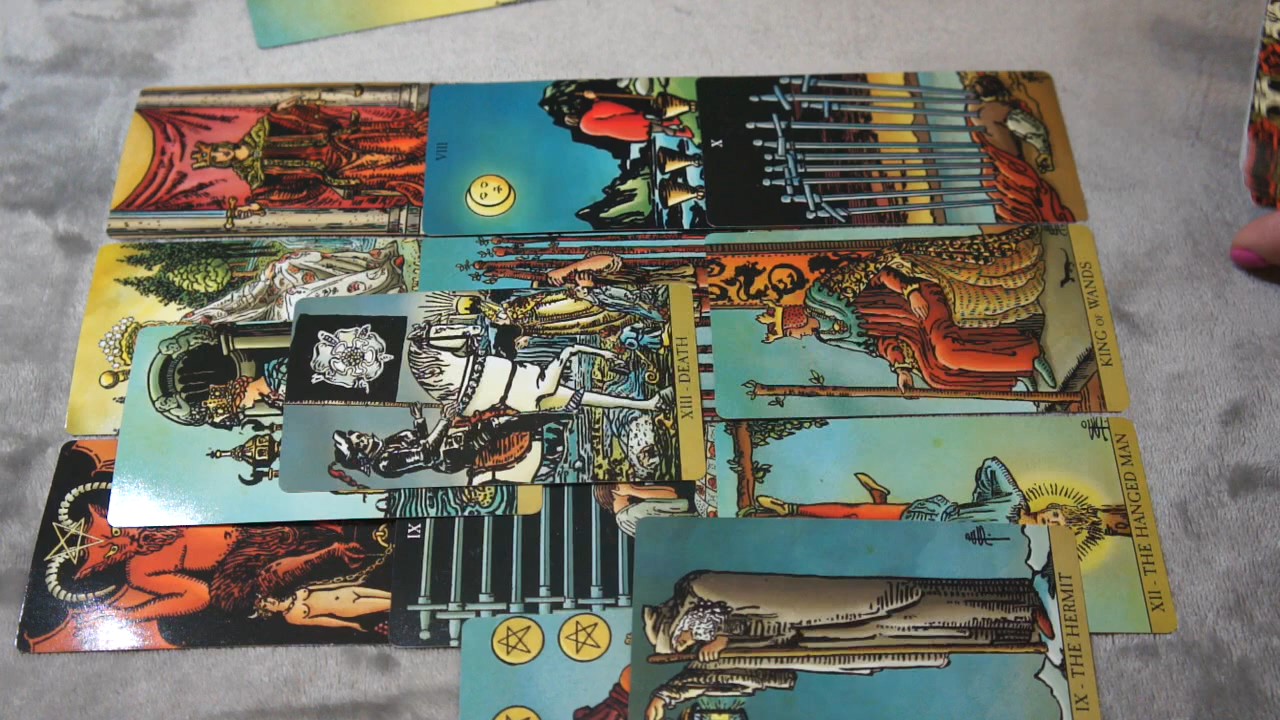 VIII
X
KING OF WANDS
XIII - DEATH
IX
XII - THE HANGED MAN
IX - THE HERMIT